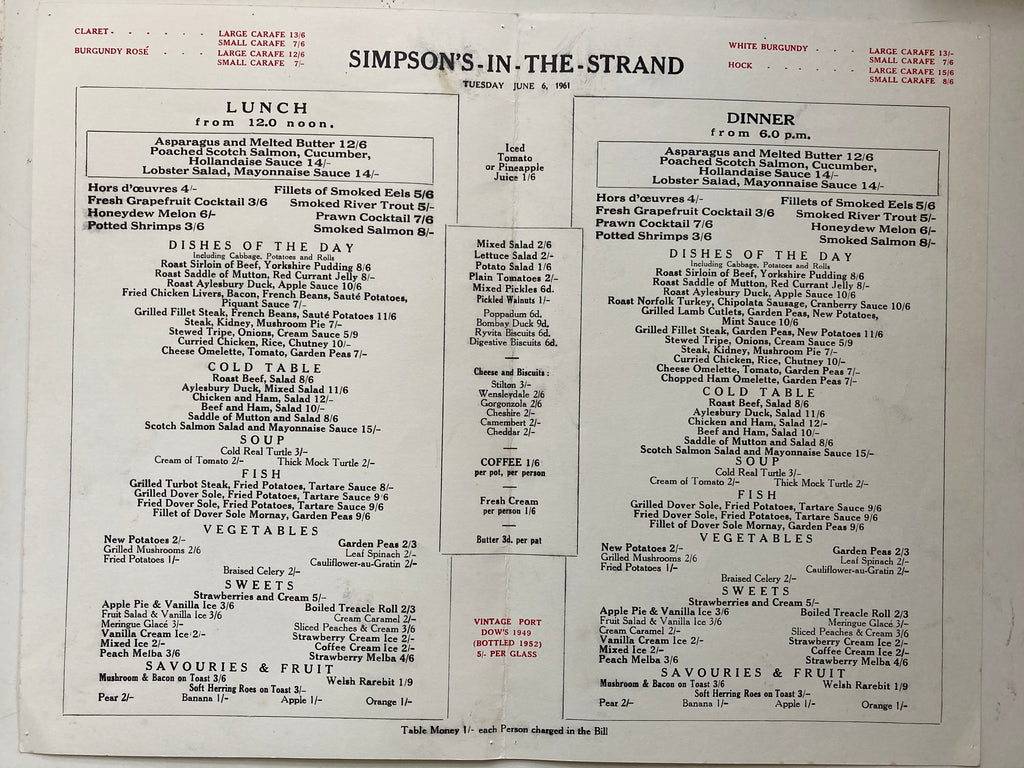 CLARET - - - - - - LARGE CARAFE 13/6
SMALL CARAFE 7/6
BURGUNDY ROSÉ LARGE CARAFE 12/6
SMALL CARAFE 7/-
SIMPSON'S-IN-THE-STRAND
TUESDAY JUNE 6, 1961
WHITE BURGUNDY . . . LARGE CARAFE 13/-
SMALL CARAFE 7/6
HOCK . . . . . . LARGE CARAFE 15/6
SMALL CARAFE 8/6
LUNCH
from 12.0 noon.
Asparagus and Melted Butter 12/6
Poached Scotch Salmon, Cucumber,
Hollandaise Sauce 14/-
Lobster Salad, Mayonnaise Sauce 14/-
Hors d'œuvres 4/- Fillets of Smoked Eels 5/6
Fresh Grapefruit Cocktail 3/6 Smoked River Trout 5/-
Honeydew Melon 6/- Prawn Cocktail 7/6
Potted Shrimps 3/6 Smoked Salmon 8/-
DISHES OF THE DAY
Including Cabbage, Potatoes and Rolls
Roast Sirloin of Beef, Yorkshire Pudding 8/6
Roast Saddle of Mutton, Red Currant Jelly 8/-
Roast Aylesbury Duck, Apple Sauce 10/6
Fried Chicken Livers, Bacon, French Beans, Sauté Potatoes,
Piquant Sauce 7/-
Grilled Fillet Steak, French Beans, Sauté Potatoes 11/6
Steak, Kidney, Mushroom Pie 7/-
Stewed Tripe, Onions, Cream Sauce 5/9
Curried Chicken, Rice, Chutney 10/-
Cheese Omelette, Tomato, Garden Peas 7/-
COLD TABLE
Roast Beef, Salad 8/6
Aylesbury Duck, Mixed Salad 11/6
Chicken and Ham, Salad 12/-
Beef and Ham, Salad 10/-
Saddle of Mutton and Salad 8/6
Scotch Salmon Salad and Mayonnaise Sauce 15/-
SOUP
Cold Real Turtle 3/-
Cream of Tomato 2/- Thick Mock Turtle 2/-
FISH
Grilled Turbot Steak, Fried Potatoes, Tartare Sauce 8/-
Grilled Dover Sole, Fried Potatoes, Tartare Sauce 9/6
Fried Dover Sole, Fried Potatoes, Tartare Sauce 9/6
Fillet of Dover Sole Mornay, Garden Peas 9/6
VEGETABLES
New Potatoes 2/- Garden Peas 2/3
Grilled Mushrooms 2/6 Leaf Spinach 2/-
Fried Potatoes 1/- Cauliflower-au-Gratin 2/-
Braised Celery 2/-
SWEETS
Strawberries and Cream 5/-
Apple Pie & Vanilla Ice 3/6 Boiled Treacle Roll 2/3
Fruit Salad & Vanilla Ice 3/6 Cream Caramel 2/-
Meringue Glacé 3/- Sliced Peaches & Cream 3/6
Vanilla Cream Ice 2/- Strawberry Cream Ice 2/-
Mixed Ice 2/- Coffee Cream Ice 2/-
Peach Melba 3/6 Strawberry Melba 4/6
SAVOURIES & FRUIT
Mushroom & Bacon on Toast 3/6 Welsh Rarebit 1/9
Soft Herring Roes on Toast 3/-
Pear 2/- Banana 1/- Apple 1/- Orange 1/-
Iced
Tomato
or Pineapple
Juice 1/6
Mixed Salad 2/6
Lettuce Salad 2/-
Potato Salad 1/6
Plain Tomatoes 2/-
Mixed Pickles 6d.
Pickled Walnuts 1/-
Poppadum 6d.
Bombay Duck 9d.
Ryvita Biscuits 6d.
Digestive Biscuits 6d.
Cheese and Biscuits :
Stilton 3/-
Wensleydale 2/6
Gorgonzola 2/6
Cheshire 2/-
Camembert 2/-
Cheddar 2/-
COFFEE 1/6
per pot, per person
Fresh Cream
per person 1/6
Butter 3d. per pat
VINTAGE PORT
DOW'S 1949
(BOTTLED 1952)
5/- PER GLASS
DINNER
from 6.0 p.m.
Asparagus and Melted Butter 12/6
Poached Scotch Salmon, Cucumber,
Hollandaise Sauce 14/-
Lobster Salad, Mayonnaise Sauce 14/-
Hors d'œuvres 4/- Fillets of Smoked Eels 5/6
Fresh Grapefruit Cocktail 3/6 Smoked River Trout 5/-
Prawn Cocktail 7/6 Honeydew Melon 6/-
Potted Shrimps 3/6 Smoked Salmon 8/-
DISHES OF THE DAY
Including Cabbage, Potatoes and Rolls
Roast Sirloin of Beef, Yorkshire Pudding 8/6
Roast Saddle of Mutton, Red Currant Jelly 8/-
Roast Aylesbury Duck, Apple Sauce 10/6
Roast Norfolk Turkey, Chipolata Sausage, Cranberry Sauce 10/6
Grilled Lamb Cutlets, Garden Peas, New Potatoes,
Mint Sauce 10/6
Grilled Fillet Steak, Garden Peas, New Potatoes 11/6
Stewed Tripe, Onions, Cream Sauce 5/9
Steak, Kidney, Mushroom Pie 7/-
Curried Chicken, Rice, Chutney 10/-
Cheese Omelette, Tomato, Garden Peas 7/-
Chopped Ham Omelette, Garden Peas 7/-
COLD TABLE
Roast Beef, Salad 8/6
Aylesbury Duck, Salad 11/6
Chicken and Ham, Salad 12/-
Beef and Ham, Salad 10/-
Saddle of Mutton and Salad 8/6
Scotch Salmon Salad and Mayonnaise Sauce 15/-
SOUP
Cold Real Turtle 3/-
Cream of Tomato 2/- Thick Mock Turtle 2/-
FISH
Grilled Dover Sole, Fried Potatoes, Tartare Sauce 9/6
Fried Dover Sole, Fried Potatoes, Tartare Sauce 9/6
Fillet of Dover Sole Mornay, Garden Peas 9/6
VEGETABLES
New Potatoes 2/- Garden Peas 2/3
Grilled Mushrooms 2/6 Leaf Spinach 2/-
Fried Potatoes 1/- Cauliflower-au-Gratin 2/-
Braised Celery 2/-
SWEETS
Strawberries and Cream 5/-
Apple Pie & Vanilla Ice 3/6 Boiled Treacle Roll 2/3
Fruit Salad & Vanilla Ice 3/6 Meringue Glacé 3/-
Cream Caramel 2/- Sliced Peaches & Cream 3/6
Vanilla Cream Ice 2/- Strawberry Cream Ice 2/-
Mixed Ice 2/- Coffee Cream Ice 2/-
Peach Melba 3/6 Strawberry Melba 4/6
SAVOURIES & FRUIT
Mushroom & Bacon on Toast 3/6 Welsh Rarebit 1/9
Soft Herring Roes on Toast 3/-
Pear 2/- Banana 1/- Apple 1/- Orange 1/-
Table Money 1/- each Person charged in the Bill